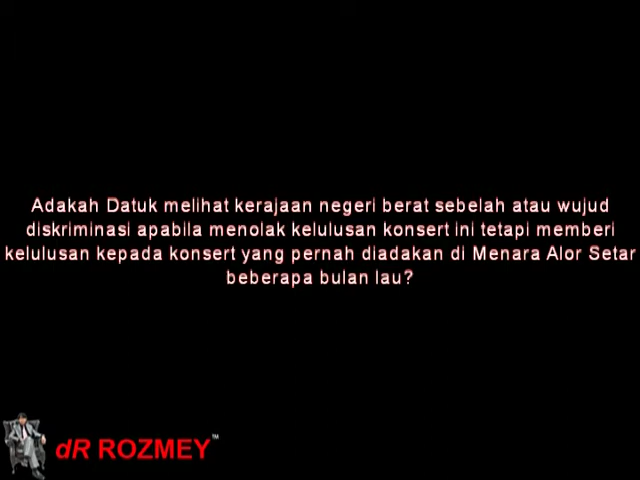 Adakah Datuk melihat kerajaan negeri berat sebelah atau wujud
diskriminasi apabila menolak kelulusan konsert ini tetapi memberi
kelulusan kepada konsert yang pernah diadakan di Menara Alor Setar
beberapa bulan lau?
dR ROZMEY™